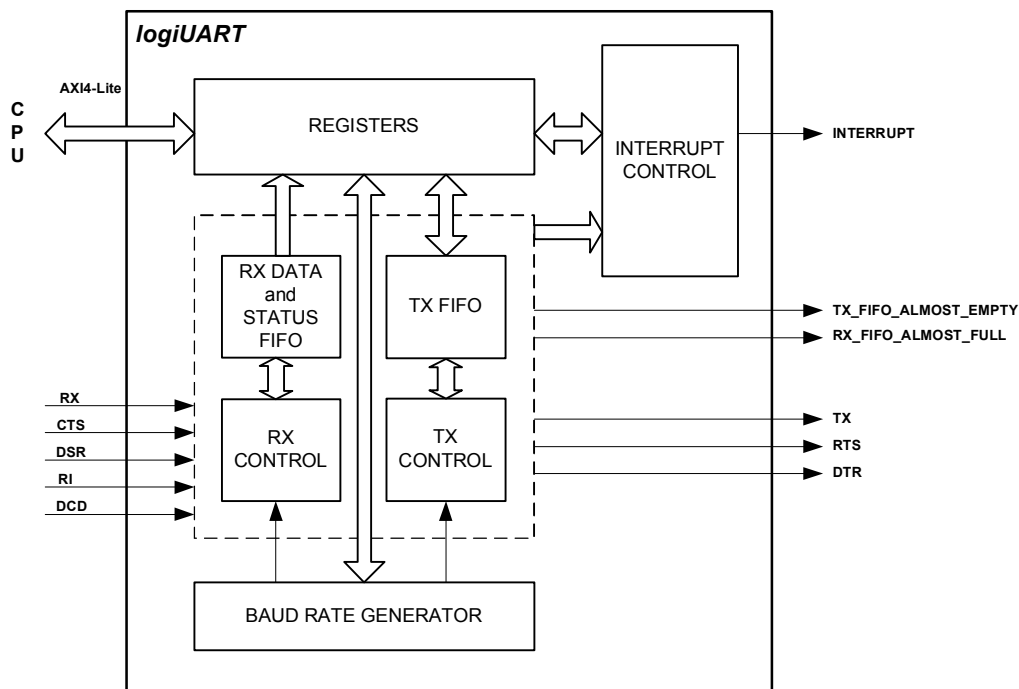 logiUART
AXI4-Lite
C
P
U
REGISTERS
INTERRUPT
CONTROL
INTERRUPT
RX DATA
and
STATUS
FIFO
TX FIFO
TX_FIFO_ALMOST_EMPTY
RX_FIFO_ALMOST_FULL
RX
CTS
DSR
RI
DCD
RX
CONTROL
TX
CONTROL
TX
RTS
DTR
BAUD RATE GENERATOR